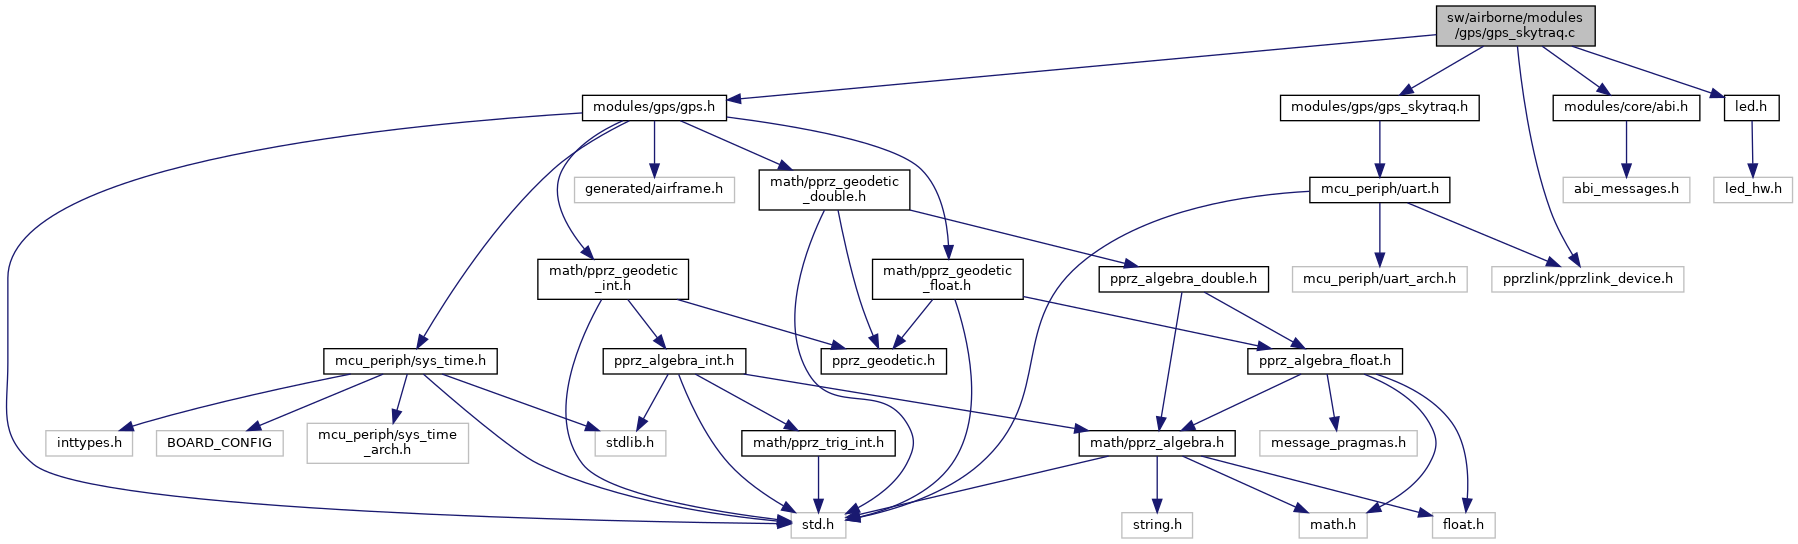 sw/airborne/modules
/gps/gps_skytraq.c
modules/gps/gps.h
modules/gps/gps_skytraq.h
modules/core/abi.h
led.h
generated/airframe.h
math/pprz_geodetic
_double.h
mcu_periph/uart.h
abi_messages.h
led_hw.h
math/pprz_geodetic
_int.h
math/pprz_geodetic
_float.h
pprz_algebra_double.h
mcu_periph/uart_arch.h
pprzlink/pprzlink_device.h
mcu_periph/sys_time.h
pprz_algebra_int.h
pprz_geodetic.h
pprz_algebra_float.h
inttypes.h
BOARD_CONFIG
mcu_periph/sys_time
_arch.h
stdlib.h
math/pprz_trig_int.h
math/pprz_algebra.h
message_pragmas.h
std.h
string.h
math.h
float.h